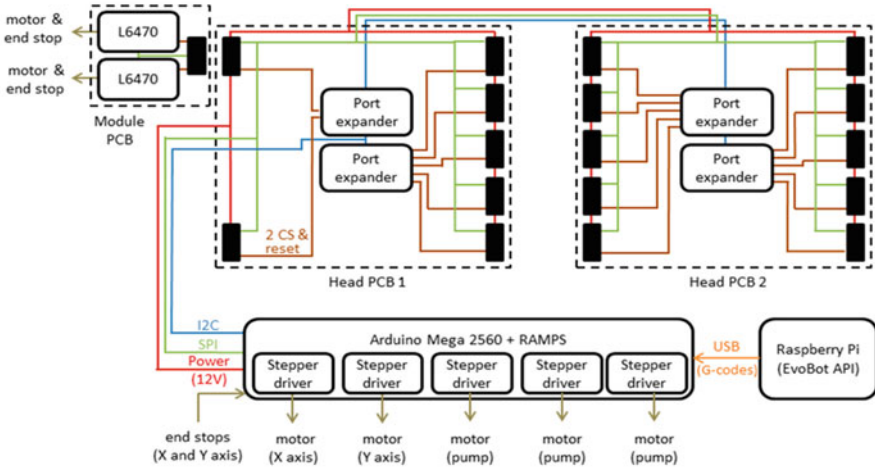 motor &
end stop
L6470
motor &
end stop
L6470
Module
PCB
Port
expander
Port
expander
2 CS &
reset
Head PCB 1
Port
expander
Port
expander
Head PCB 2
I2C
SPI
Power
(12V)
Arduino Mega 2560 + RAMPS
Stepper
driver
Stepper
driver
Stepper
driver
Stepper
driver
Stepper
driver
USB
(G-codes)
Raspberry Pi
(EvoBot API)
end stops
(X and Y axis)
motor
(X axis)
motor
(Y axis)
motor
(pump)
motor
(pump)
motor
(pump)